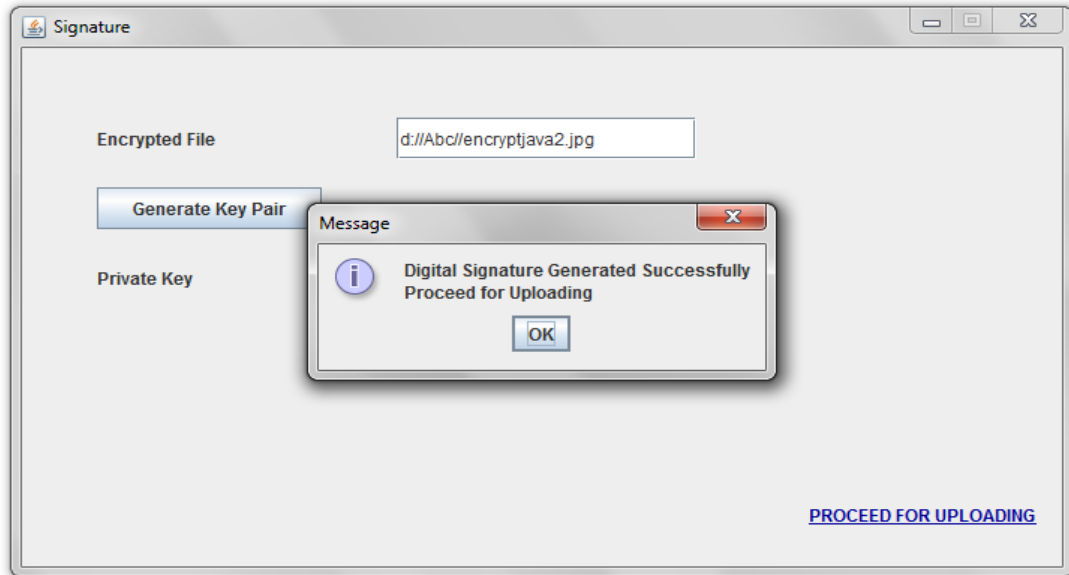 Signature
Encrypted File
d://Abc//encryptjava2.jpg
Generate Key Pair
Message
Digital Signature Generated Successfully
Proceed for Uploading
OK
Private Key
PROCEED FOR UPLOADING